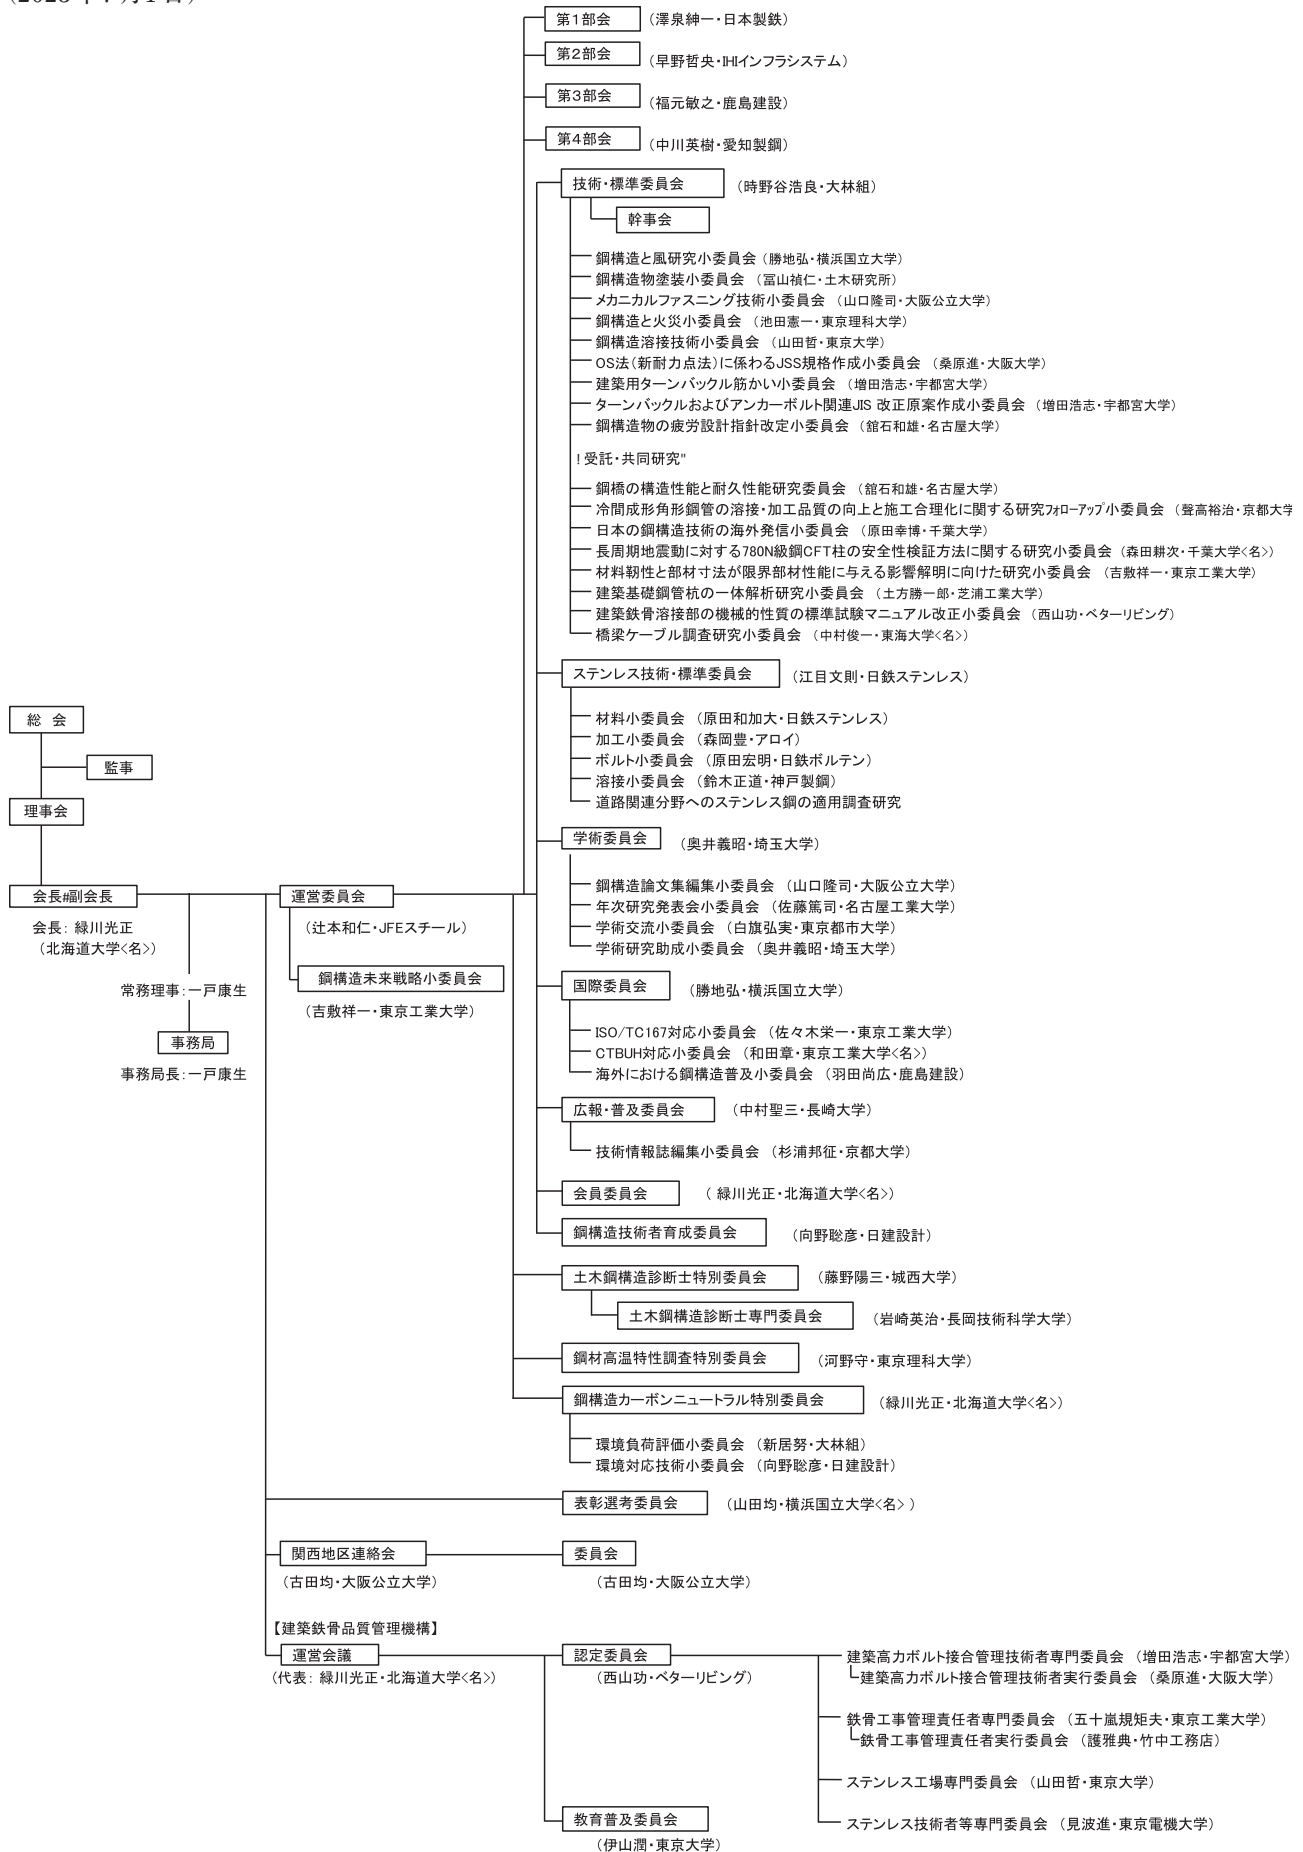 第１部会 （澤泉紳一・日本製鉄）
第２部会 （早野哲央・IHIインフラシステム）
第３部会 （福元敏之・鹿島建設）
第４部会 （中川英樹・愛知製鋼）
技術・標準委員会 （時野谷浩良・大林組）
幹事会
鋼構造と風研究小委員会（勝地弘・横浜国立大学）
鋼構造物塗装小委員会 （冨山禎仁・土木研究所）
メカニカルファスニング技術小委員会 （山口隆司・大阪公立大学）
鋼構造と火災小委員会 （池田憲一・東京理科大学）
鋼構造溶接技術小委員会 （山田哲・東京大学）
OS法（新耐力点法）に係わるJSS規格作成小委員会 （桑原進・大阪大学）
建築用ターンバックル筋かい小委員会 （増田浩志・宇都宮大学）
ターンバックルおよびアンカーボルト関連JIS 改正原案作成小委員会 （増田浩志・宇都宮大学）
鋼構造物の疲労設計指針改定小委員会 （舘石和雄・名古屋大学）
!受託・共同研究"
鋼橋の構造性能と耐久性能研究委員会 （舘石和雄・名古屋大学）
冷間成形角形鋼管の溶接・加工品質の向上と施工合理化に関する研究フォローアップ小委員会 （聲高裕治・京都大学
日本の鋼構造技術の海外発信小委員会 （原田幸博・千葉大学）
長周期地震動に対する780N級鋼CFT柱の安全性検証方法に関する研究小委員会 （森田耕次・千葉大学<名>）
材料靭性と部材寸法が限界部材性能に与える影響解明に向けた研究小委員会 （吉敷祥一・東京工業大学）
建築基礎鋼管杭の一体解析研究小委員会 （土方勝一郎・芝浦工業大学）
建築鉄骨溶接部の機械的性質の標準試験マニュアル改正小委員会 （西山功・ベターリビング）
橋梁ケーブル調査研究小委員会 （中村俊一・東海大学<名>）
ステンレス技術・標準委員会 （江目文則・日鉄ステンレス）
材料小委員会 （原田和加大・日鉄ステンレス）
加工小委員会 （森岡豊・アロイ）
ボルト小委員会 （原田宏明・日鉄ボルテン）
溶接小委員会 （鈴木正道・神戸製鋼）
道路関連分野へのステンレス鋼の適用調査研究
総 会
監事
理事会
会長#副会長
会長： 緑川光正
（北海道大学<名>）
常務理事：一戸康生
事務局
事務局長：一戸康生
運営委員会
（辻本和仁・JFEスチール）
鋼構造未来戦略小委員会
（吉敷祥一・東京工業大学）
学術委員会 （奥井義昭・埼玉大学）
鋼構造論文集編集小委員会 （山口隆司・大阪公立大学）
年次研究発表会小委員会 （佐藤篤司・名古屋工業大学）
学術交流小委員会 （白旗弘実・東京都市大学）
学術研究助成小委員会 （奥井義昭・埼玉大学）
国際委員会 （勝地弘・横浜国立大学）
ISO/TC167対応小委員会 （佐々木栄一・東京工業大学）
CTBUH対応小委員会 （和田章・東京工業大学<名>）
海外における鋼構造普及小委員会 （羽田尚広・鹿島建設）
広報・普及委員会 （中村聖三・長崎大学）
技術情報誌編集小委員会 （杉浦邦征・京都大学）
会員委員会 （ 緑川光正・北海道大学<名>）
鋼構造技術者育成委員会 （向野聡彦・日建設計）
土木鋼構造診断士特別委員会 （藤野陽三・城西大学）
土木鋼構造診断士専門委員会 （岩崎英治・長岡技術科学大学）
鋼材高温特性調査特別委員会 （河野守・東京理科大学）
鋼構造カーボンニュートラル特別委員会 （緑川光正・北海道大学<名>）
環境負荷評価小委員会 （新居努・大林組）
環境対応技術小委員会 （向野聡彦・日建設計）
表彰選考委員会 （山田均・横浜国立大学<名>）
関西地区連絡会 委員会
（古田均・大阪公立大学） （古田均・大阪公立大学）
【建築鉄骨品質管理機構】
運営会議 認定委員会
（代表： 緑川光正・北海道大学<名>） （西山功・ベターリビング）
建築高力ボルト接合管理技術者専門委員会 （増田浩志・宇都宮大学）
建築高力ボルト接合管理技術者実行委員会 （桑原進・大阪大学）
鉄骨工事管理責任者専門委員会 （五十嵐規矩夫・東京工業大学）
鉄骨工事管理責任者実行委員会 （護雅典・竹中工務店）
ステンレス工場専門委員会 （山田哲・東京大学）
ステンレス技術者等専門委員会 （見波進・東京電機大学）
教育普及委員会
（伊山潤・東京大学）